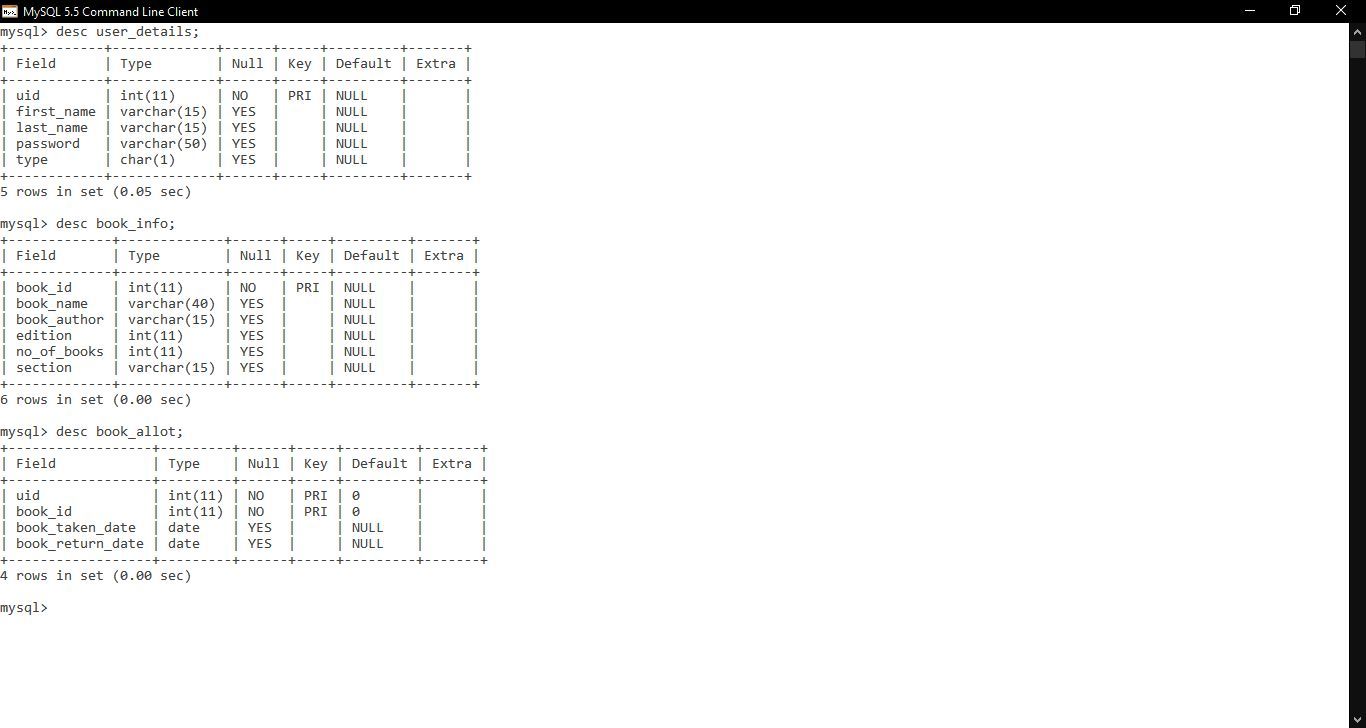 MySQL 5.5 Command Line Client
mysql> desc user_details;
+------------+-------------+------+-----+---------+-------+
| Field      | Type        | Null | Key | Default | Extra |
+------------+-------------+------+-----+---------+-------+
| uid        | int(11)     | NO   | PRI | NULL    |       |
| first_name | varchar(15) | YES  |     | NULL    |       |
| last_name  | varchar(15) | YES  |     | NULL    |       |
| password   | varchar(50) | YES  |     | NULL    |       |
| type       | char(1)     | YES  |     | NULL    |       |
+------------+-------------+------+-----+---------+-------+
5 rows in set (0.05 sec)
mysql> desc book_info;
+-------------+-------------+------+-----+---------+-------+
| Field       | Type        | Null | Key | Default | Extra |
+-------------+-------------+------+-----+---------+-------+
| book_id     | int(11)     | NO   | PRI | NULL    |       |
| book_name   | varchar(40) | YES  |     | NULL    |       |
| book_author | varchar(15) | YES  |     | NULL    |       |
| edition     | int(11)     | YES  |     | NULL    |       |
| no_of_books | int(11)     | YES  |     | NULL    |       |
| section     | varchar(15) | YES  |     | NULL    |       |
+-------------+-------------+------+-----+---------+-------+
6 rows in set (0.00 sec)
mysql> desc book_allot;
+------------------+---------+------+-----+---------+-------+
| Field            | Type    | Null | Key | Default | Extra |
+------------------+---------+------+-----+---------+-------+
| uid              | int(11) | NO   | PRI | 0       |       |
| book_id          | int(11) | NO   | PRI | 0       |       |
| book_taken_date  | date    | YES  |     | NULL    |       |
| book_return_date | date    | YES  |     | NULL    |       |
+------------------+---------+------+-----+---------+-------+
4 rows in set (0.00 sec)
mysql>